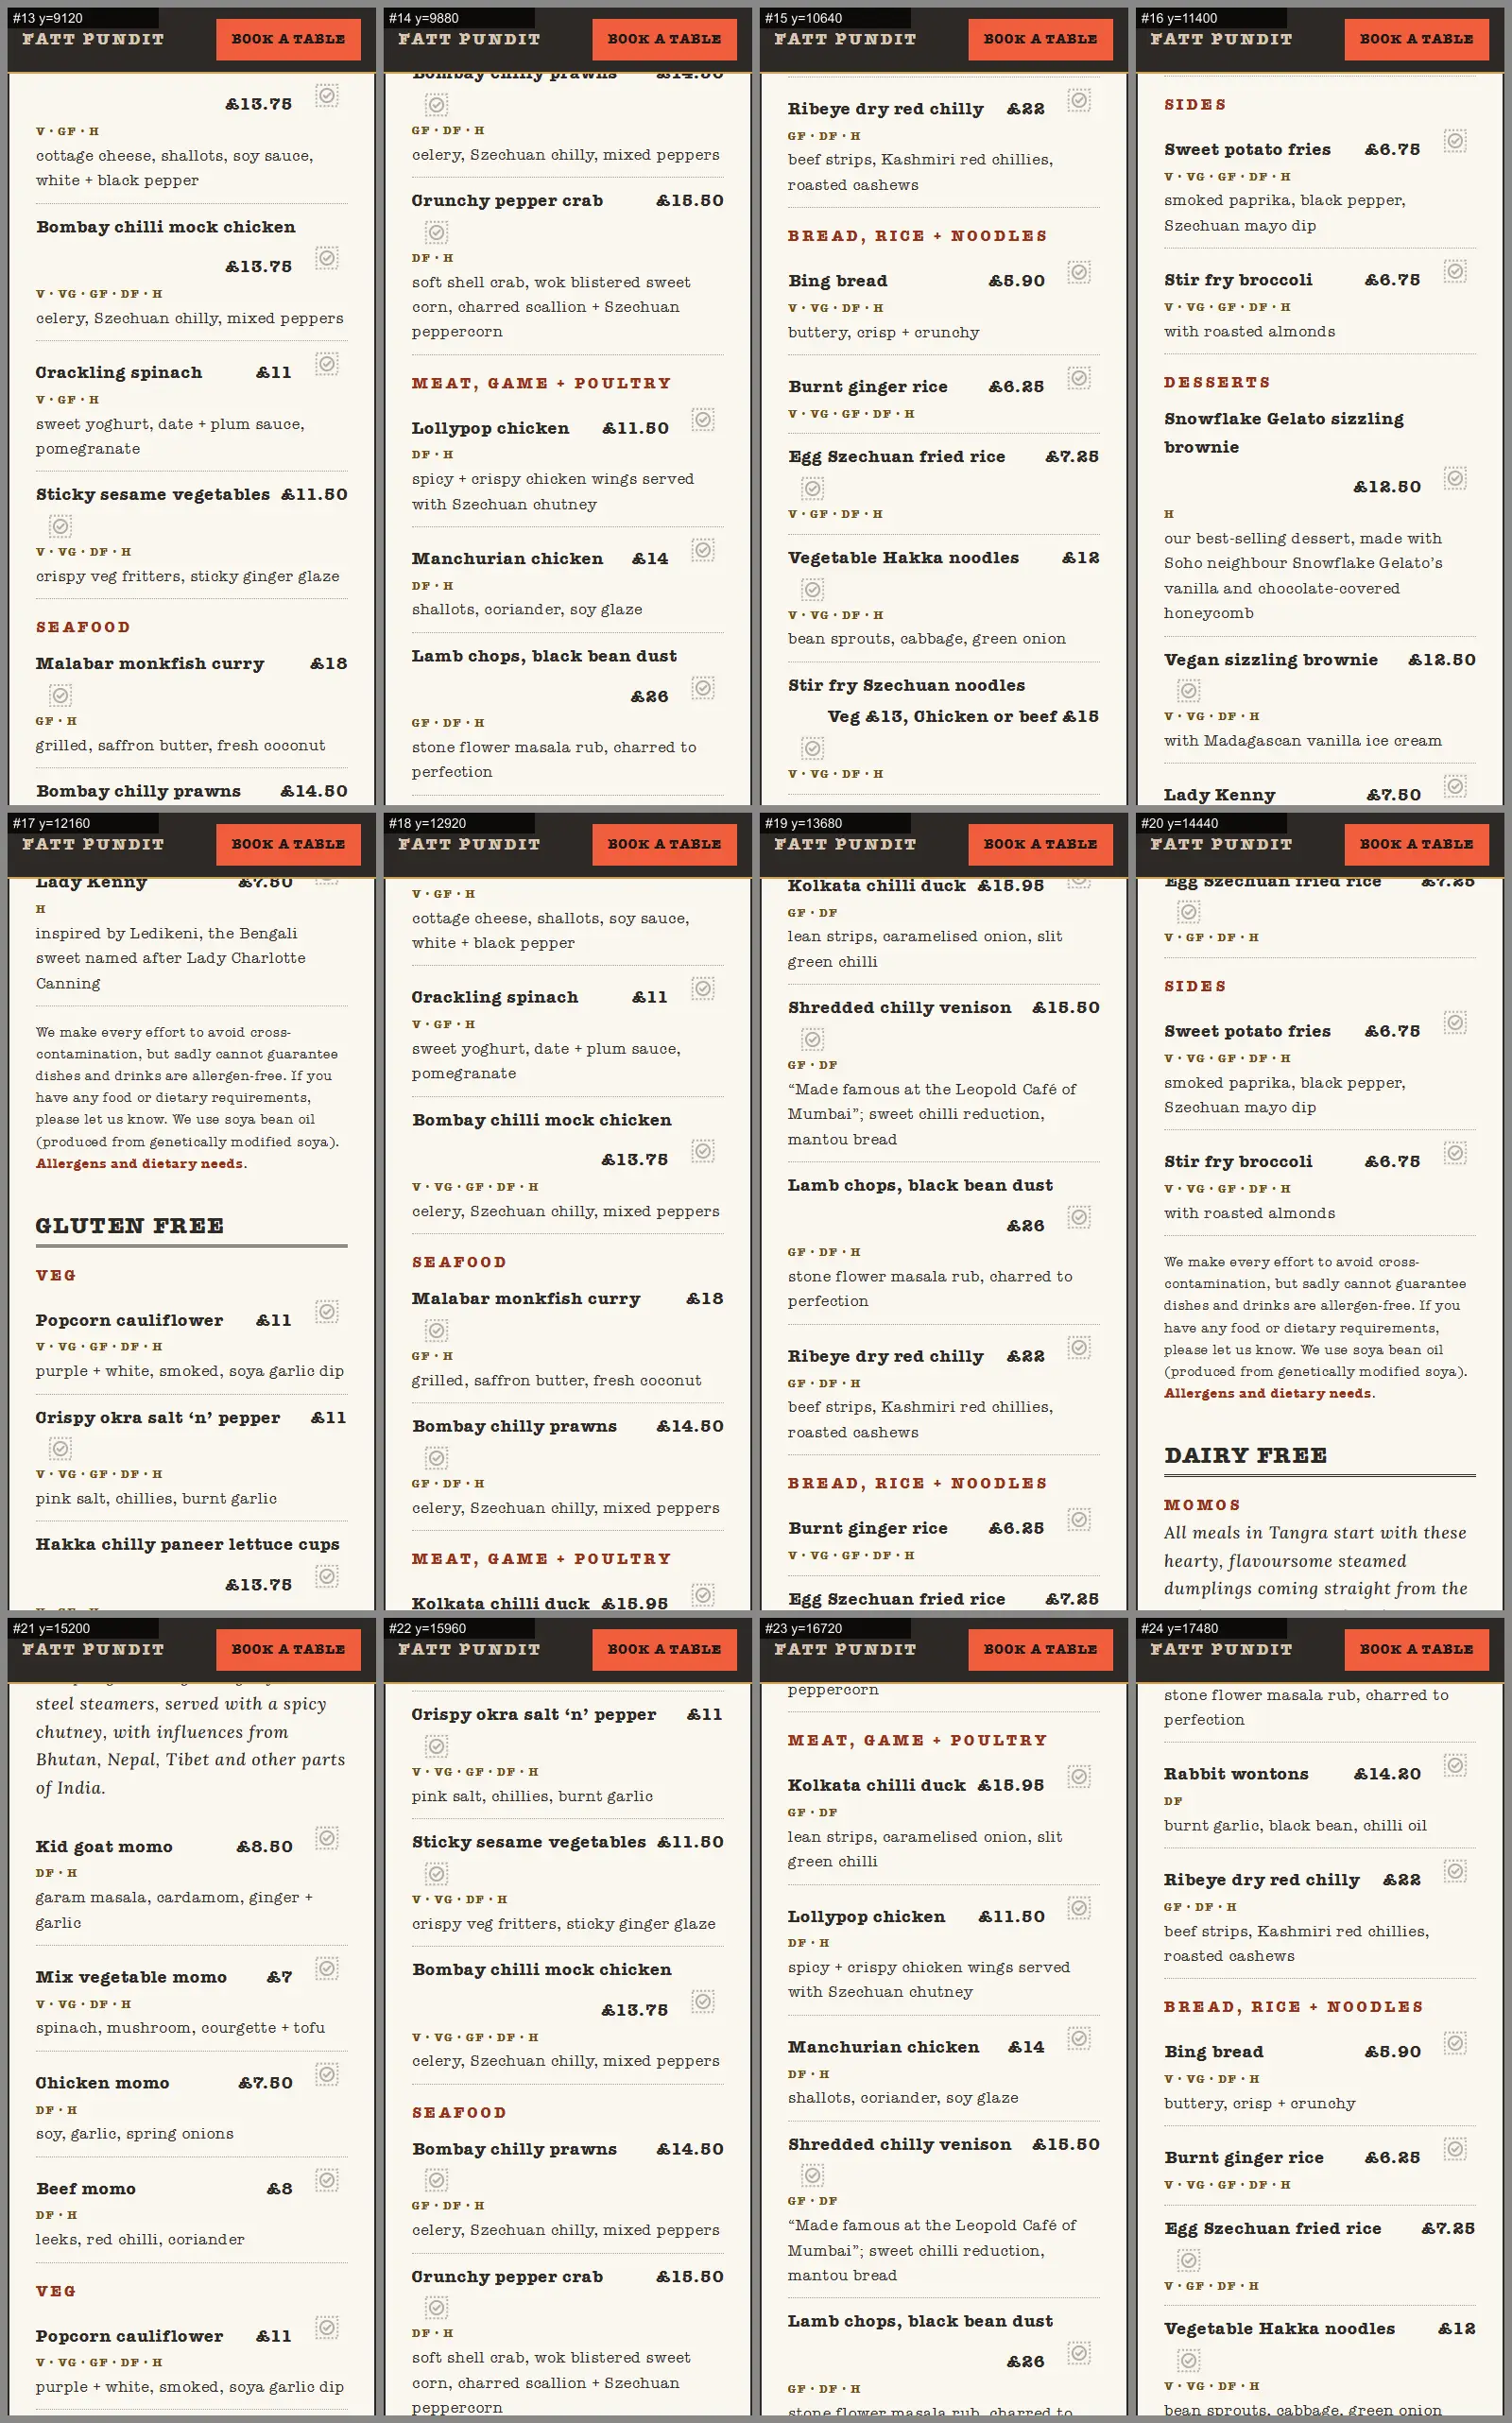 #13 y=9120
FATT PUNDIT
BOOK A TABLE
£13.75
V · GF · H
cottage cheese, shallots, soy sauce,
white + black pepper
Bombay chilli mock chicken
£13.75
V · VG · GF · DF · H
celery, Szechuan chilly, mixed peppers
Crackling spinach £11
V · GF · H
sweet yoghurt, date + plum sauce,
pomegranate
Sticky sesame vegetables £11.50
V · VG · DF · H
crispy veg fritters, sticky ginger glaze
SEAFOOD
Malabar monkfish curry £18
GF · H
grilled, saffron butter, fresh coconut
Bombay chilly prawns £14.50
#14 y=9880
FATT PUNDIT
BOOK A TABLE
Bombay chilly prawns £14.50
GF · DF · H
celery, Szechuan chilly, mixed peppers
Crunchy pepper crab £15.50
DF · H
soft shell crab, wok blistered sweet
corn, charred scallion + Szechuan
peppercorn
MEAT, GAME + POULTRY
Lollypop chicken £11.50
DF · H
spicy + crispy chicken wings served
with Szechuan chutney
Manchurian chicken £14
DF · H
shallots, coriander, soy glaze
Lamb chops, black bean dust
£26
GF · DF · H
stone flower masala rub, charred to
perfection
#15 y=10640
FATT PUNDIT
BOOK A TABLE
Ribeye dry red chilly £22
GF · DF · H
beef strips, Kashmiri red chillies,
roasted cashews
BREAD, RICE + NOODLES
Bing bread £5.90
V · VG · DF · H
buttery, crisp + crunchy
Burnt ginger rice £6.25
V · VG · GF · DF · H
Egg Szechuan fried rice £7.25
V · GF · DF · H
Vegetable Hakka noodles £12
V · VG · DF · H
bean sprouts, cabbage, green onion
Stir fry Szechuan noodles
Veg £13, Chicken or beef £15
V · VG · DF · H
#16 y=11400
FATT PUNDIT
BOOK A TABLE
SIDES
Sweet potato fries £6.75
V · VG · GF · DF · H
smoked paprika, black pepper,
Szechuan mayo dip
Stir fry broccoli £6.75
V · VG · GF · DF · H
with roasted almonds
DESSERTS
Snowflake Gelato sizzling
brownie
£12.50
H
our best-selling dessert, made with
Soho neighbour Snowflake Gelato’s
vanilla and chocolate-covered
honeycomb
Vegan sizzling brownie £12.50
V · VG · DF · H
with Madagascan vanilla ice cream
Lady Kenny £7.50
#17 y=12160
FATT PUNDIT
BOOK A TABLE
Lady Kenny £7.50
H
inspired by Ledikeni, the Bengali
sweet named after Lady Charlotte
Canning
We make every effort to avoid cross-
contamination, but sadly cannot guarantee
dishes and drinks are allergen-free. If you
have any food or dietary requirements,
please let us know. We use soya bean oil
(produced from genetically modified soya).
Allergens and dietary needs.
GLUTEN FREE
VEG
Popcorn cauliflower £11
V · VG · GF · DF · H
purple + white, smoked, soya garlic dip
Crispy okra salt ‘n’ pepper £11
V · VG · GF · DF · H
pink salt, chillies, burnt garlic
Hakka chilly paneer lettuce cups
£13.75
#18 y=12920
FATT PUNDIT
BOOK A TABLE
V · GF · H
cottage cheese, shallots, soy sauce,
white + black pepper
Crackling spinach £11
V · GF · H
sweet yoghurt, date + plum sauce,
pomegranate
Bombay chilli mock chicken
£13.75
V · VG · GF · DF · H
celery, Szechuan chilly, mixed peppers
SEAFOOD
Malabar monkfish curry £18
GF · H
grilled, saffron butter, fresh coconut
Bombay chilly prawns £14.50
GF · DF · H
celery, Szechuan chilly, mixed peppers
MEAT, GAME + POULTRY
Kolkata chilli duck £15.95
#19 y=13680
FATT PUNDIT
BOOK A TABLE
Kolkata chilli duck £15.95
GF · DF
lean strips, caramelised onion, slit
green chilli
Shredded chilly venison £15.50
GF · DF
“Made famous at the Leopold Café of
Mumbai”; sweet chilli reduction,
mantou bread
Lamb chops, black bean dust
£26
GF · DF · H
stone flower masala rub, charred to
perfection
Ribeye dry red chilly £22
GF · DF · H
beef strips, Kashmiri red chillies,
roasted cashews
BREAD, RICE + NOODLES
Burnt ginger rice £6.25
V · VG · GF · DF · H
Egg Szechuan fried rice £7.25
#20 y=14440
FATT PUNDIT
BOOK A TABLE
Egg Szechuan fried rice £7.25
V · GF · DF · H
SIDES
Sweet potato fries £6.75
V · VG · GF · DF · H
smoked paprika, black pepper,
Szechuan mayo dip
Stir fry broccoli £6.75
V · VG · GF · DF · H
with roasted almonds
We make every effort to avoid cross-
contamination, but sadly cannot guarantee
dishes and drinks are allergen-free. If you
have any food or dietary requirements,
please let us know. We use soya bean oil
(produced from genetically modified soya).
Allergens and dietary needs.
DAIRY FREE
MOMOS
All meals in Tangra start with these
hearty, flavoursome steamed
dumplings coming straight from the
#21 y=15200
FATT PUNDIT
BOOK A TABLE
steel steamers, served with a spicy
chutney, with influences from
Bhutan, Nepal, Tibet and other parts
of India.
Kid goat momo £8.50
DF · H
garam masala, cardamom, ginger +
garlic
Mix vegetable momo £7
V · VG · DF · H
spinach, mushroom, courgette + tofu
Chicken momo £7.50
DF · H
soy, garlic, spring onions
Beef momo £8
DF · H
leeks, red chilli, coriander
VEG
Popcorn cauliflower £11
V · VG · GF · DF · H
purple + white, smoked, soya garlic dip
#22 y=15960
FATT PUNDIT
BOOK A TABLE
Crispy okra salt ‘n’ pepper £11
V · VG · GF · DF · H
pink salt, chillies, burnt garlic
Sticky sesame vegetables £11.50
V · VG · DF · H
crispy veg fritters, sticky ginger glaze
Bombay chilli mock chicken
£13.75
V · VG · GF · DF · H
celery, Szechuan chilly, mixed peppers
SEAFOOD
Bombay chilly prawns £14.50
GF · DF · H
celery, Szechuan chilly, mixed peppers
Crunchy pepper crab £15.50
DF · H
soft shell crab, wok blistered sweet
corn, charred scallion + Szechuan
peppercorn
#23 y=16720
FATT PUNDIT
BOOK A TABLE
peppercorn
MEAT, GAME + POULTRY
Kolkata chilli duck £15.95
GF · DF
lean strips, caramelised onion, slit
green chilli
Lollypop chicken £11.50
DF · H
spicy + crispy chicken wings served
with Szechuan chutney
Manchurian chicken £14
DF · H
shallots, coriander, soy glaze
Shredded chilly venison £15.50
GF · DF
“Made famous at the Leopold Café of
Mumbai”; sweet chilli reduction,
mantou bread
Lamb chops, black bean dust
£26
GF · DF · H
stone flower masala rub, charred to
#24 y=17480
FATT PUNDIT
BOOK A TABLE
stone flower masala rub, charred to
perfection
Rabbit wontons £14.20
DF
burnt garlic, black bean, chilli oil
Ribeye dry red chilly £22
GF · DF · H
beef strips, Kashmiri red chillies,
roasted cashews
BREAD, RICE + NOODLES
Bing bread £5.90
V · VG · DF · H
buttery, crisp + crunchy
Burnt ginger rice £6.25
V · VG · GF · DF · H
Egg Szechuan fried rice £7.25
V · GF · DF · H
Vegetable Hakka noodles £12
V · VG · DF · H
bean sprouts, cabbage, green onion